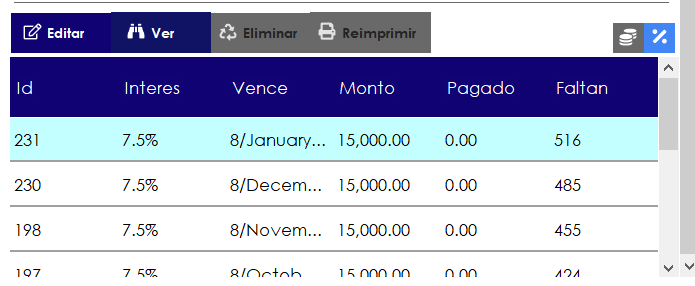 Editar Ver Eliminar Reimprimir
Id Interes Vence Monto Pagado Faltan
231 7.5% 8/January... 15,000.00 0.00 516
230 7.5% 8/Decem... 15,000.00 0.00 485
198 7.5% 8/Novem... 15,000.00 0.00 455
197 7.5% 8/Octob... 15,000.00 0.00 424